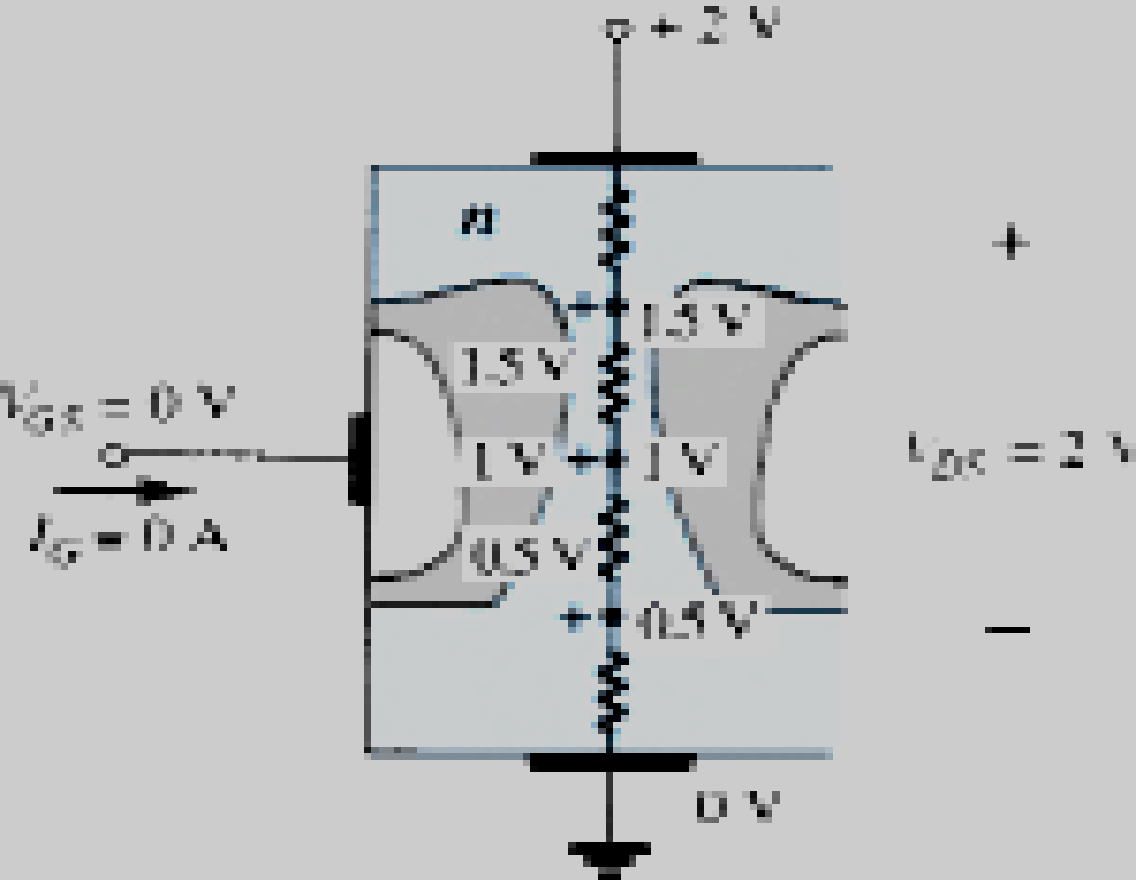 + 2 V
n
1.5 V
1.5 V
V_GS = 0 V
1 V
1 V
V_DS = 2 V
I_G = 0 A
0.5 V
0.5 V
0 V